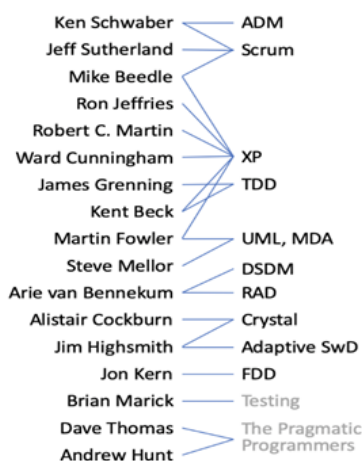 Ken Schwaber ADM
Jeff Sutherland Scrum
Mike Beedle
Ron Jeffries
Robert C. Martin
Ward Cunningham XP
James Grenning TDD
Kent Beck
Martin Fowler UML, MDA
Steve Mellor DSDM
Arie van Bennekum RAD
Alistair Cockburn Crystal
Jim Highsmith Adaptive SwD
Jon Kern FDD
Brian Marick Testing
Dave Thomas The Pragmatic
Andrew Hunt Programmers